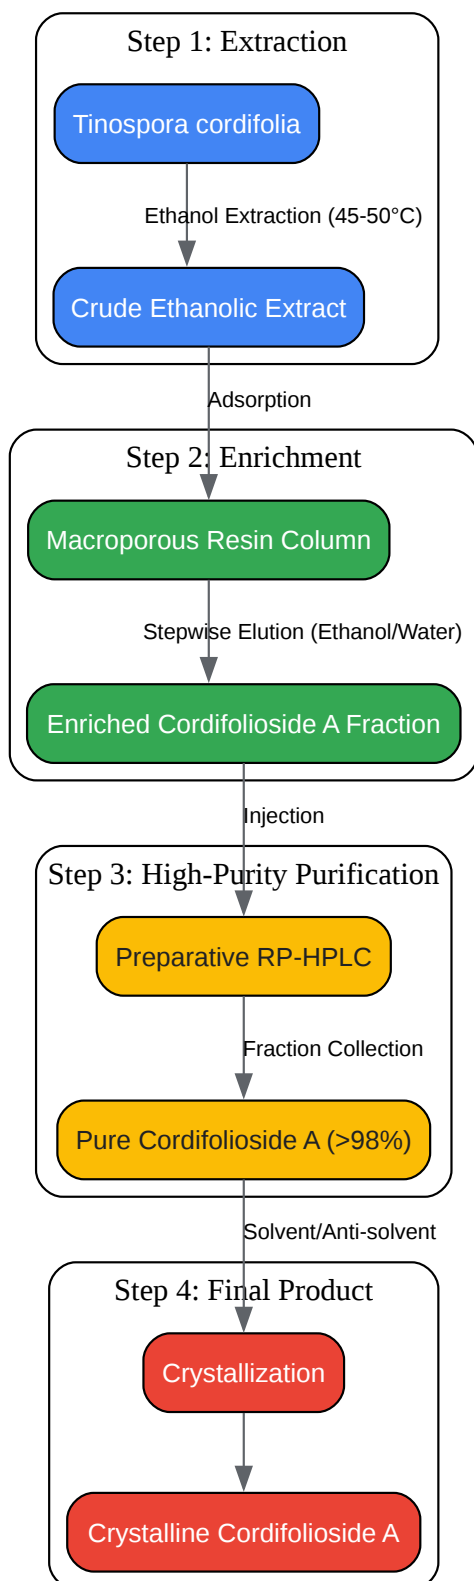 Step 1: Extraction
Tinospora cordifolia
Ethanol Extraction (45-50°C)
Crude Ethanolic Extract
Adsorption
Step 2: Enrichment
Macroporous Resin Column
Stepwise Elution (Ethanol/Water)
Enriched Cordifolioside A Fraction
Injection
Step 3: High-Purity Purification
Preparative RP-HPLC
Fraction Collection
Pure Cordifolioside A (>98%)
Solvent/Anti-solvent
Step 4: Final Product
Crystallization
Crystalline Cordifolioside A